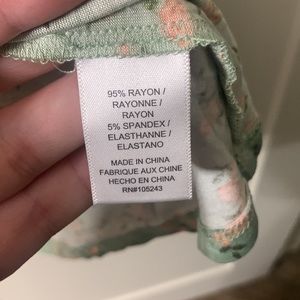 95% RAYON /
RAYONNE /
RAYON
5% SPANDEX /
ELASTHANNE /
ELASTANO
MADE IN CHINA
FABRIQUE AUX CHINE
HECHO EN CHINA
RN#105243